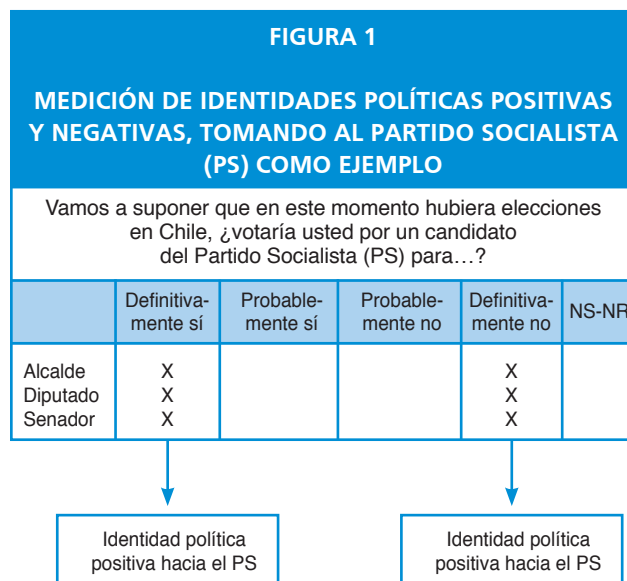 FIGURA 1
MEDICIÓN DE IDENTIDADES POLÍTICAS POSITIVAS
Y NEGATIVAS, TOMANDO AL PARTIDO SOCIALISTA
(PS) COMO EJEMPLO
Vamos a suponer que en este momento hubiera elecciones
en Chile, ¿votaría usted por un candidato
del Partido Socialista (PS) para…?
Definitiva-
mente sí
Probable-
mente sí
Probable-
mente no
Definitiva-
mente no
NS-NR
Alcalde X X
Diputado X X
Senador X X
Identidad política
positiva hacia el PS
Identidad política
positiva hacia el PS